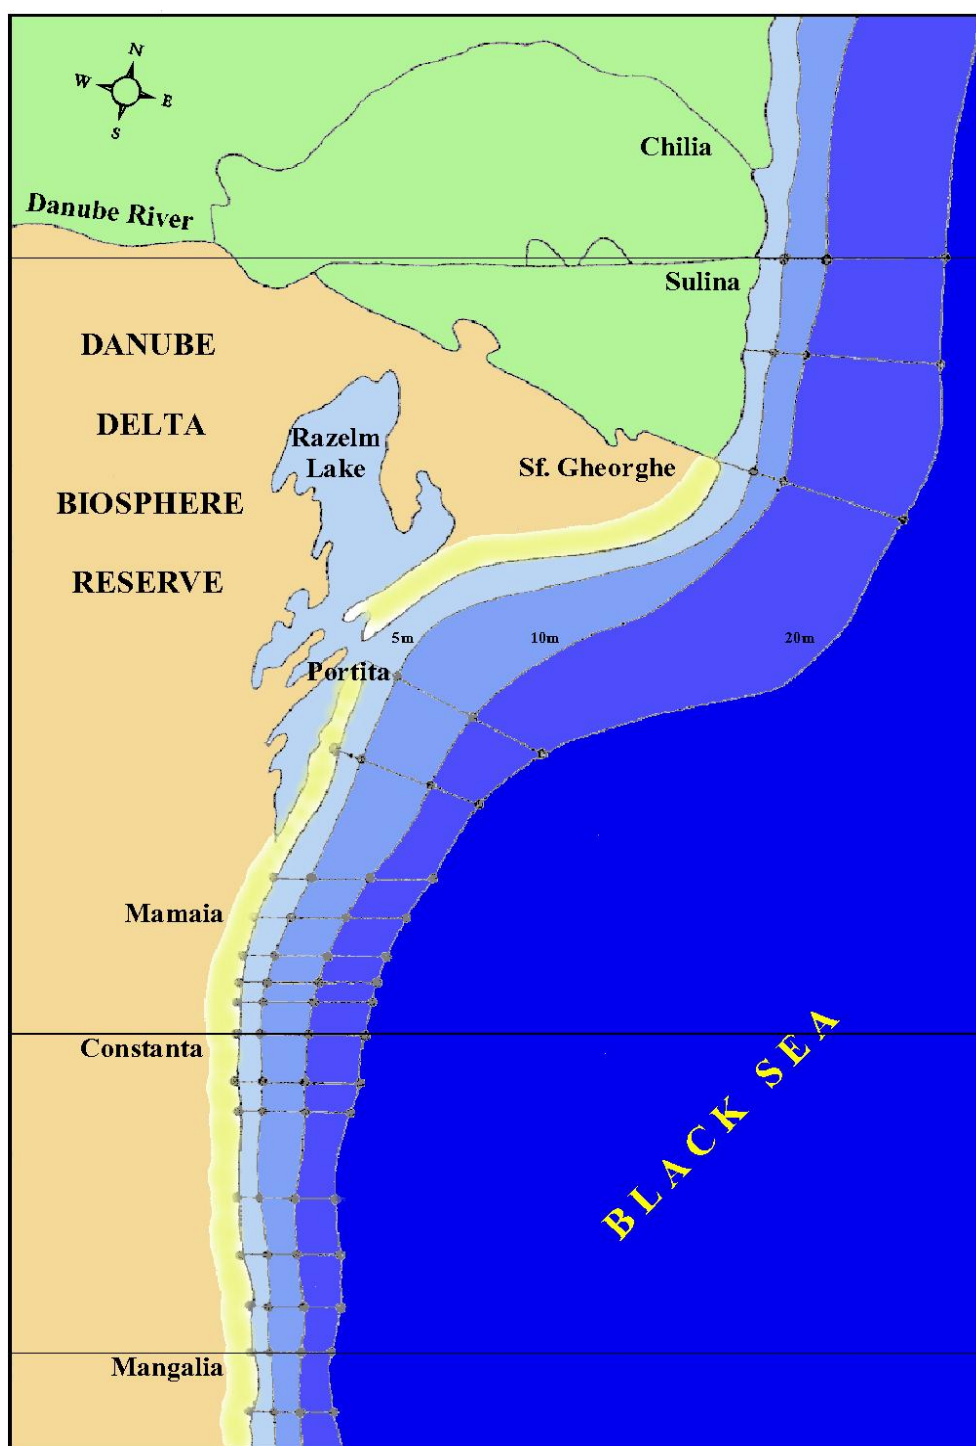 N
W
E
S
Chilia
Danube River
Sulina
DANUBE
DELTA
BIOSPHERE
RESERVE
Razelm
Lake
Sf. Gheorghe
5m
10m
20m
Portita
Mamaia
Constanta
BLACK SEA
Mangalia